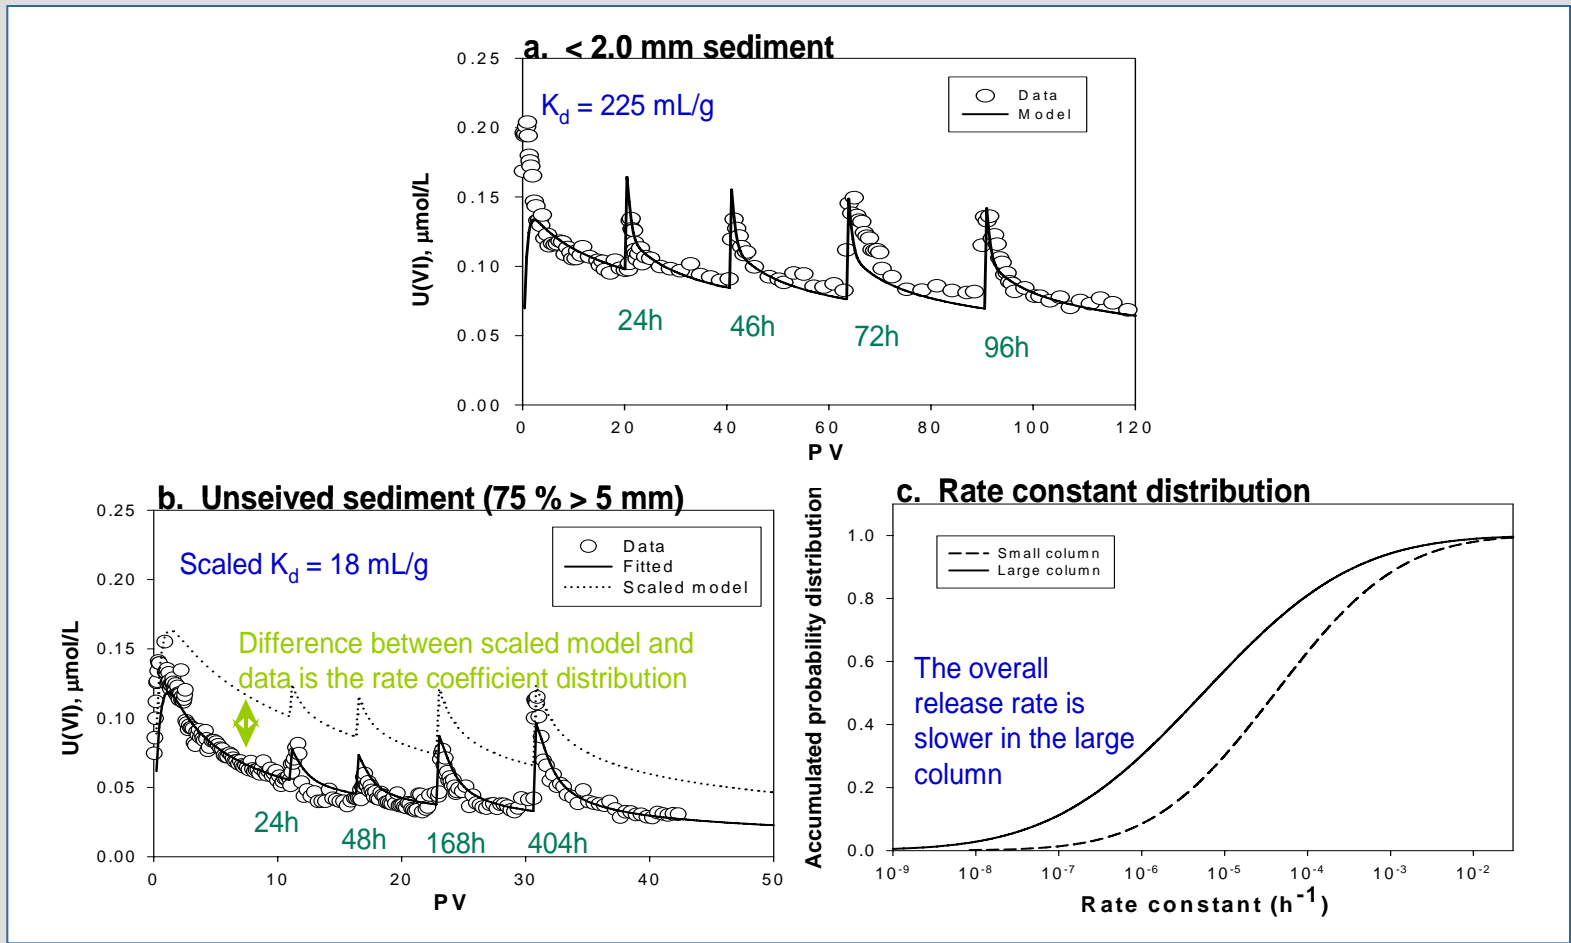 a. < 2.0 mm sediment
0.25
0.20
0.15
0.10
0.05
0.00
U(VI), μmol/L
K_d = 225 mL/g
Data
Model
24h
46h
72h
96h
0 20 40 60 80 100 120
PV
b. Unseived sediment (75 % > 5 mm)
0.25
0.20
0.15
0.10
0.05
0.00
U(VI), μmol/L
Scaled K_d = 18 mL/g
Data
Fitted
Scaled model
Difference between scaled model and
data is the rate coefficient distribution
24h
48h
168h
404h
0 10 20 30 40 50
PV
c. Rate constant distribution
Accumulated probability distribution
1.0
0.8
0.6
0.4
0.2
0.0
Small column
Large column
The overall
release rate is
slower in the large
column
10^-9 10^-8 10^-7 10^-6 10^-5 10^-4 10^-3 10^-2
Rate constant (h^-1)